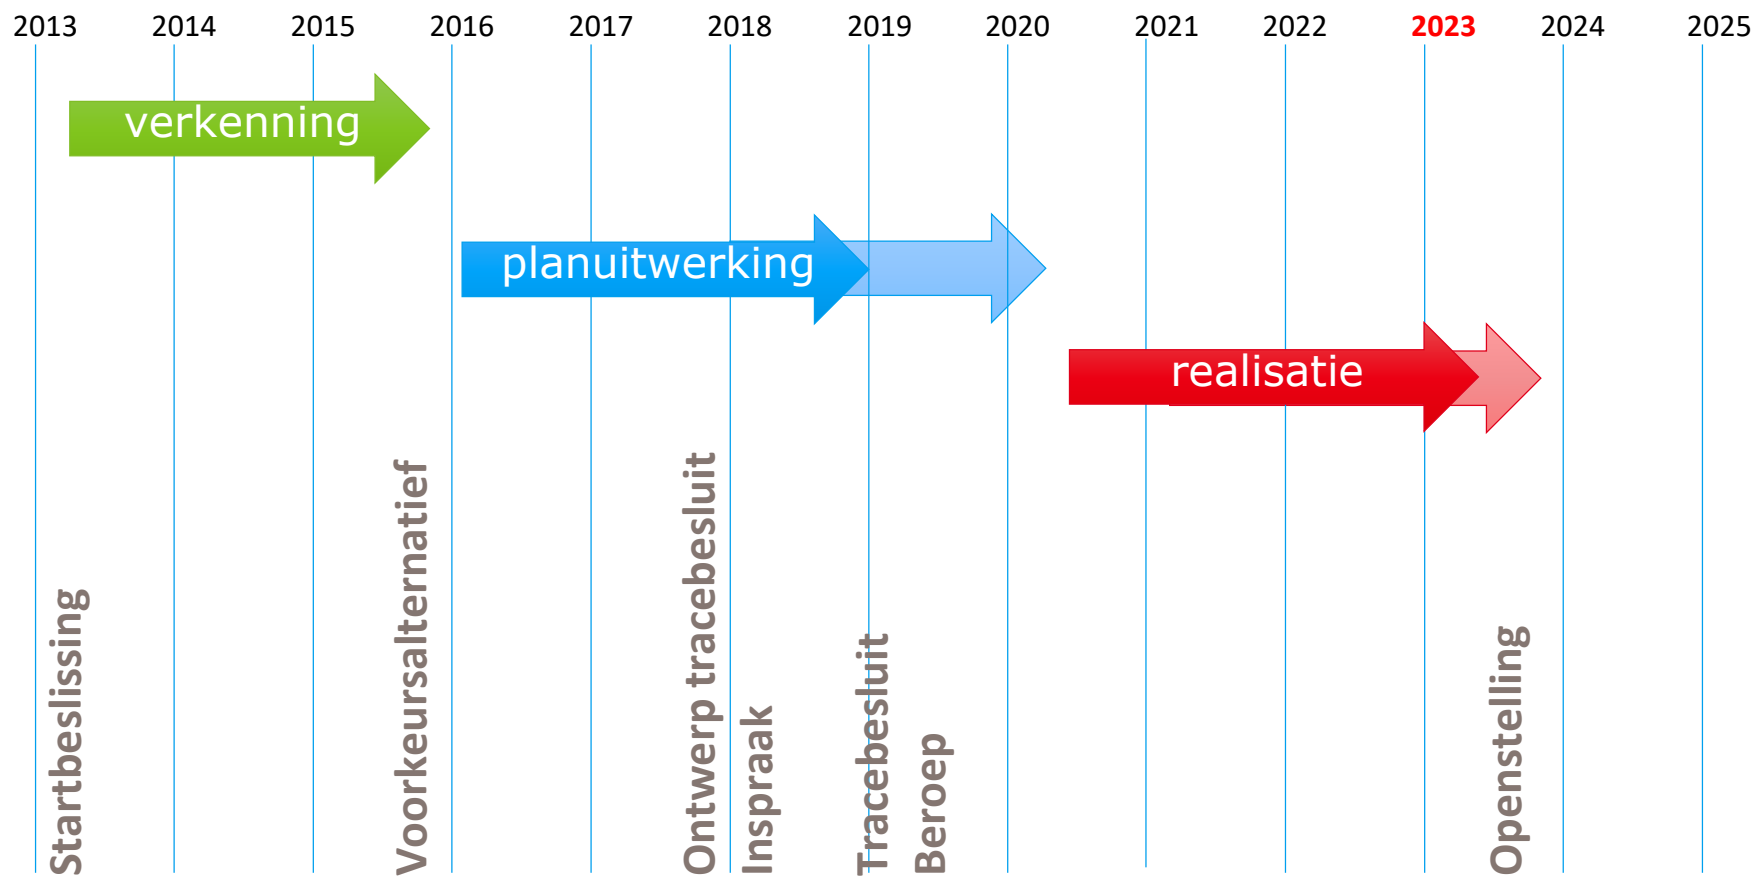 2013 2014 2015 2016 2017 2018 2019 2020 2021 2022 2023 2024 2025
verkenning
planuitwerking
realisatie
Startbeslissing
Voorkeursalternatief
Ontwerp tracebesluit
Inspraak
Tracebesluit
Beroep
Openstelling